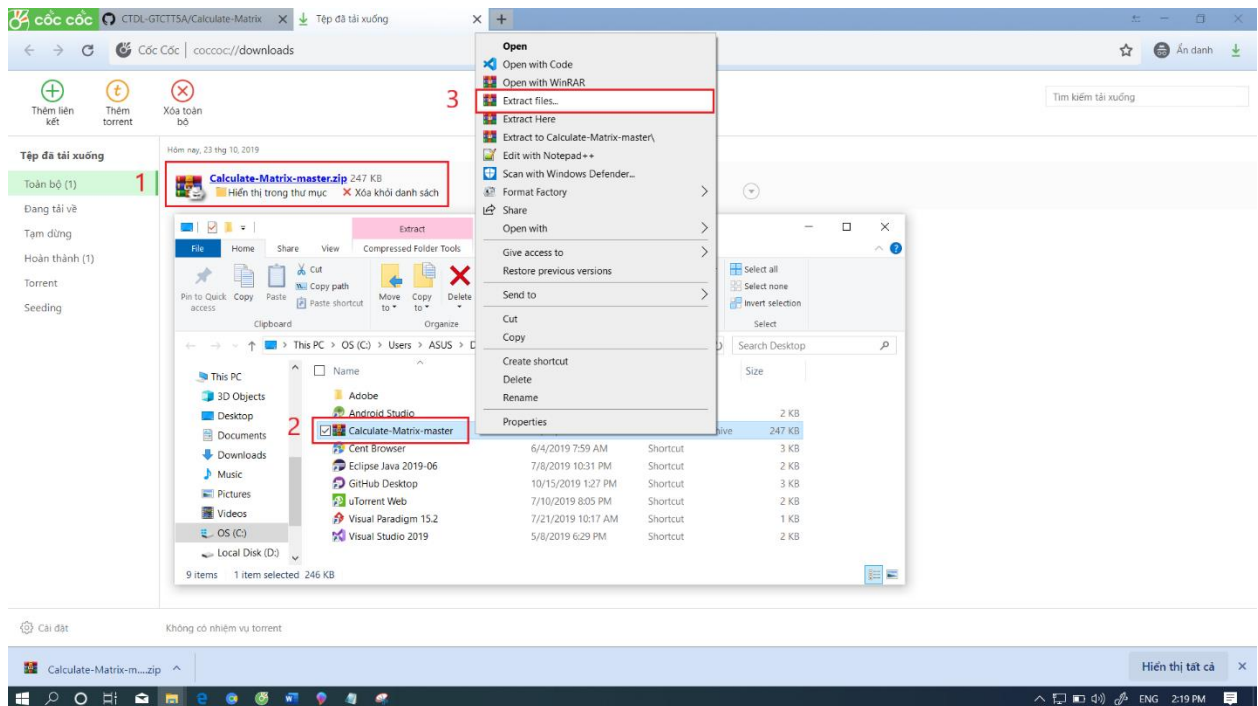 cốc cốc CTDL-GTCTT5A/Calculate-Matrix Tệp đã tải xuống
Cốc Cốc coccoc://downloads Ẩn danh
Thêm liên kết
Thêm torrent
Xóa toàn bộ
Tìm kiếm tải xuống
Tệp đã tải xuống
Toàn bộ (1)
Đang tải về
Tạm dừng
Hoàn thành (1)
Torrent
Seeding
Hôm nay, 23 thg 10, 2019
1
Calculate-Matrix-master.zip 247 KB
Hiển thị trong thư mục Xóa khỏi danh sách
3
Open
Open with Code
Open with WinRAR
Extract files...
Extract Here
Extract to Calculate-Matrix-master\
Edit with Notepad++
Scan with Windows Defender...
Format Factory
Share
Open with
Give access to
Restore previous versions
Send to
Cut
Copy
Create shortcut
Delete
Rename
Properties
Extract
File Home Share View Compressed Folder Tools
Pin to Quick access
Copy
Paste
Cut
Copy path
Paste shortcut
Move to
Copy to
Delete
Select all
Select none
Invert selection
Clipboard Organize Select
This PC > OS (C:) > Users > ASUS > D
Search Desktop
This PC
3D Objects
Desktop
Documents
Downloads
Music
Pictures
Videos
OS (C:)
Local Disk (D:)
Name Size
Adobe
Android Studio 2 KB
2
Calculate-Matrix-master 247 KB
Cent Browser 6/4/2019 7:59 AM Shortcut 3 KB
Eclipse Java 2019-06 7/8/2019 10:31 PM Shortcut 2 KB
GitHub Desktop 10/15/2019 1:27 PM Shortcut 3 KB
uTorrent Web 7/10/2019 8:05 PM Shortcut 2 KB
Visual Paradigm 15.2 7/21/2019 10:17 AM Shortcut 1 KB
Visual Studio 2019 5/8/2019 6:29 PM Shortcut 2 KB
9 items 1 item selected 246 KB
Cài đặt Không có nhiệm vụ torrent
Calculate-Matrix-m....zip Hiển thị tất cả
ENG 2:19 PM